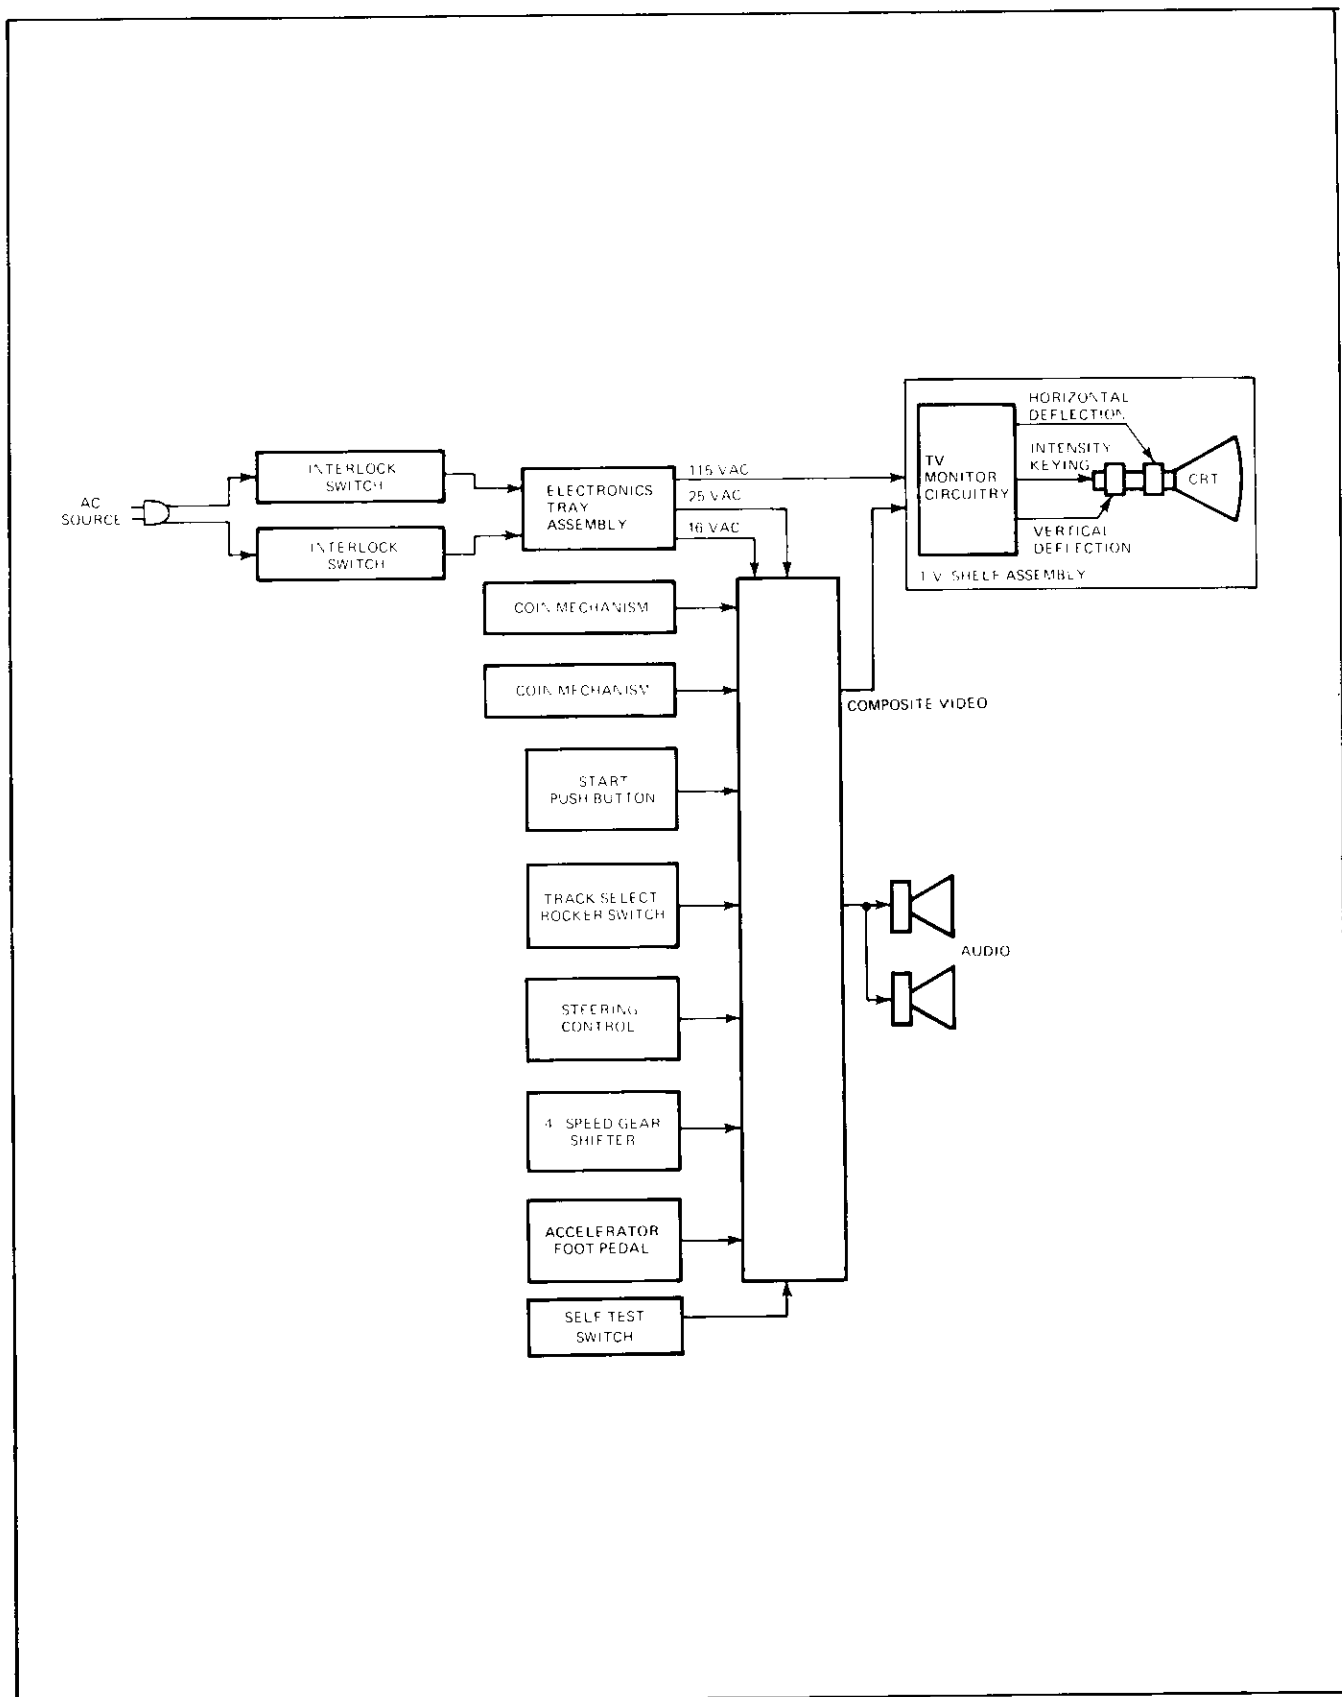 HORIZONTAL
DEFLECTION
INTENSITY
KEYING
TV
MONITOR
CIRCUITRY
CRT
VERTICAL
DEFLECTION
T.V. SHELF ASSEMBLY
AC
SOURCE
INTERLOCK
SWITCH
INTERLOCK
SWITCH
ELECTRONICS
TRAY
ASSEMBLY
115 VAC
25 VAC
16 VAC
COIN MECHANISM
COIN MECHANISM
COMPOSITE VIDEO
START
PUSH BUTTON
TRACK SELECT
ROCKER SWITCH
AUDIO
STEERING
CONTROL
4 SPEED GEAR
SHIFTER
ACCELERATOR
FOOT PEDAL
SELF TEST
SWITCH